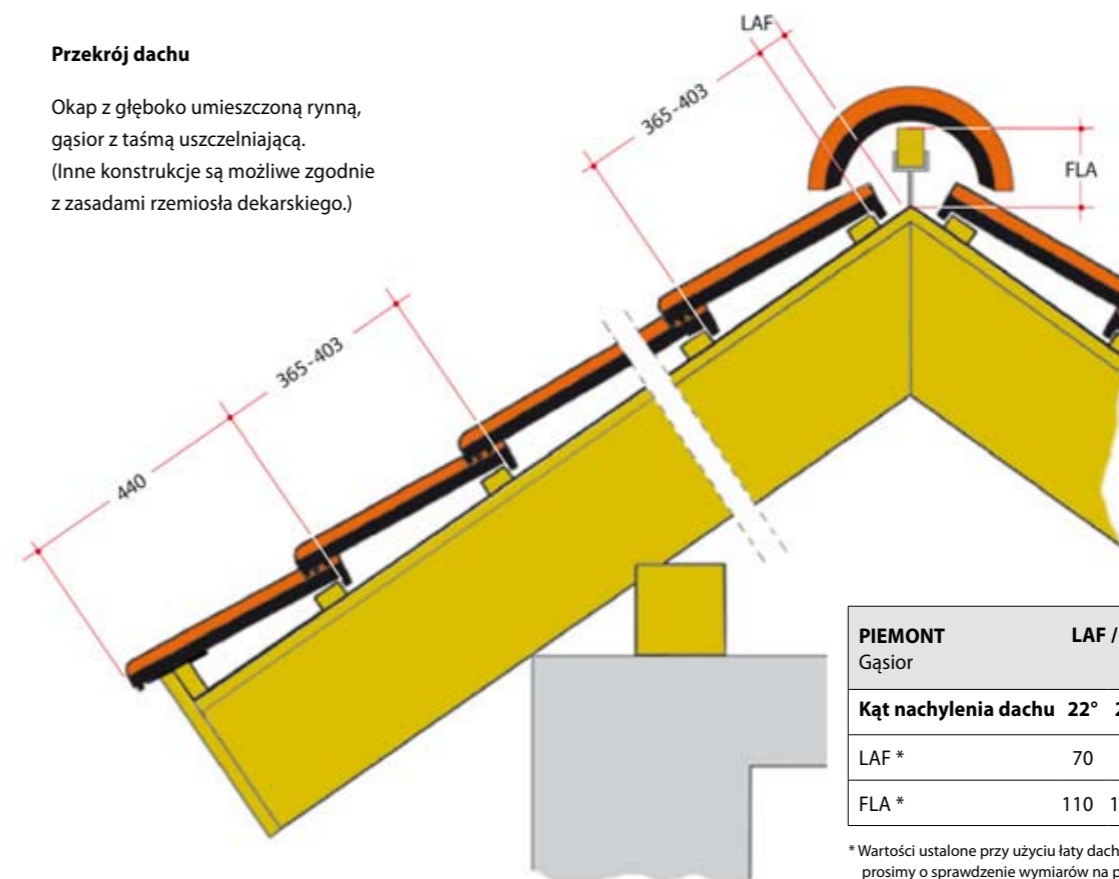 Przekrój dachu
Okap z głęboko umieszczoną rynną,
gąsior z taśmą uszczelniającą.
(Inne konstrukcje są możliwe zgodnie
z zasadami rzemiosła dekarskiego.)
LAF
365-403
FLA
365-403
440
PIEMONT LAF /
Gąsior
Kąt nachylenia dachu 22°
LAF * 70
FLA * 110
* Wartości ustalone przy użyciu łaty
prosimy o sprawdzenie wymiarów na